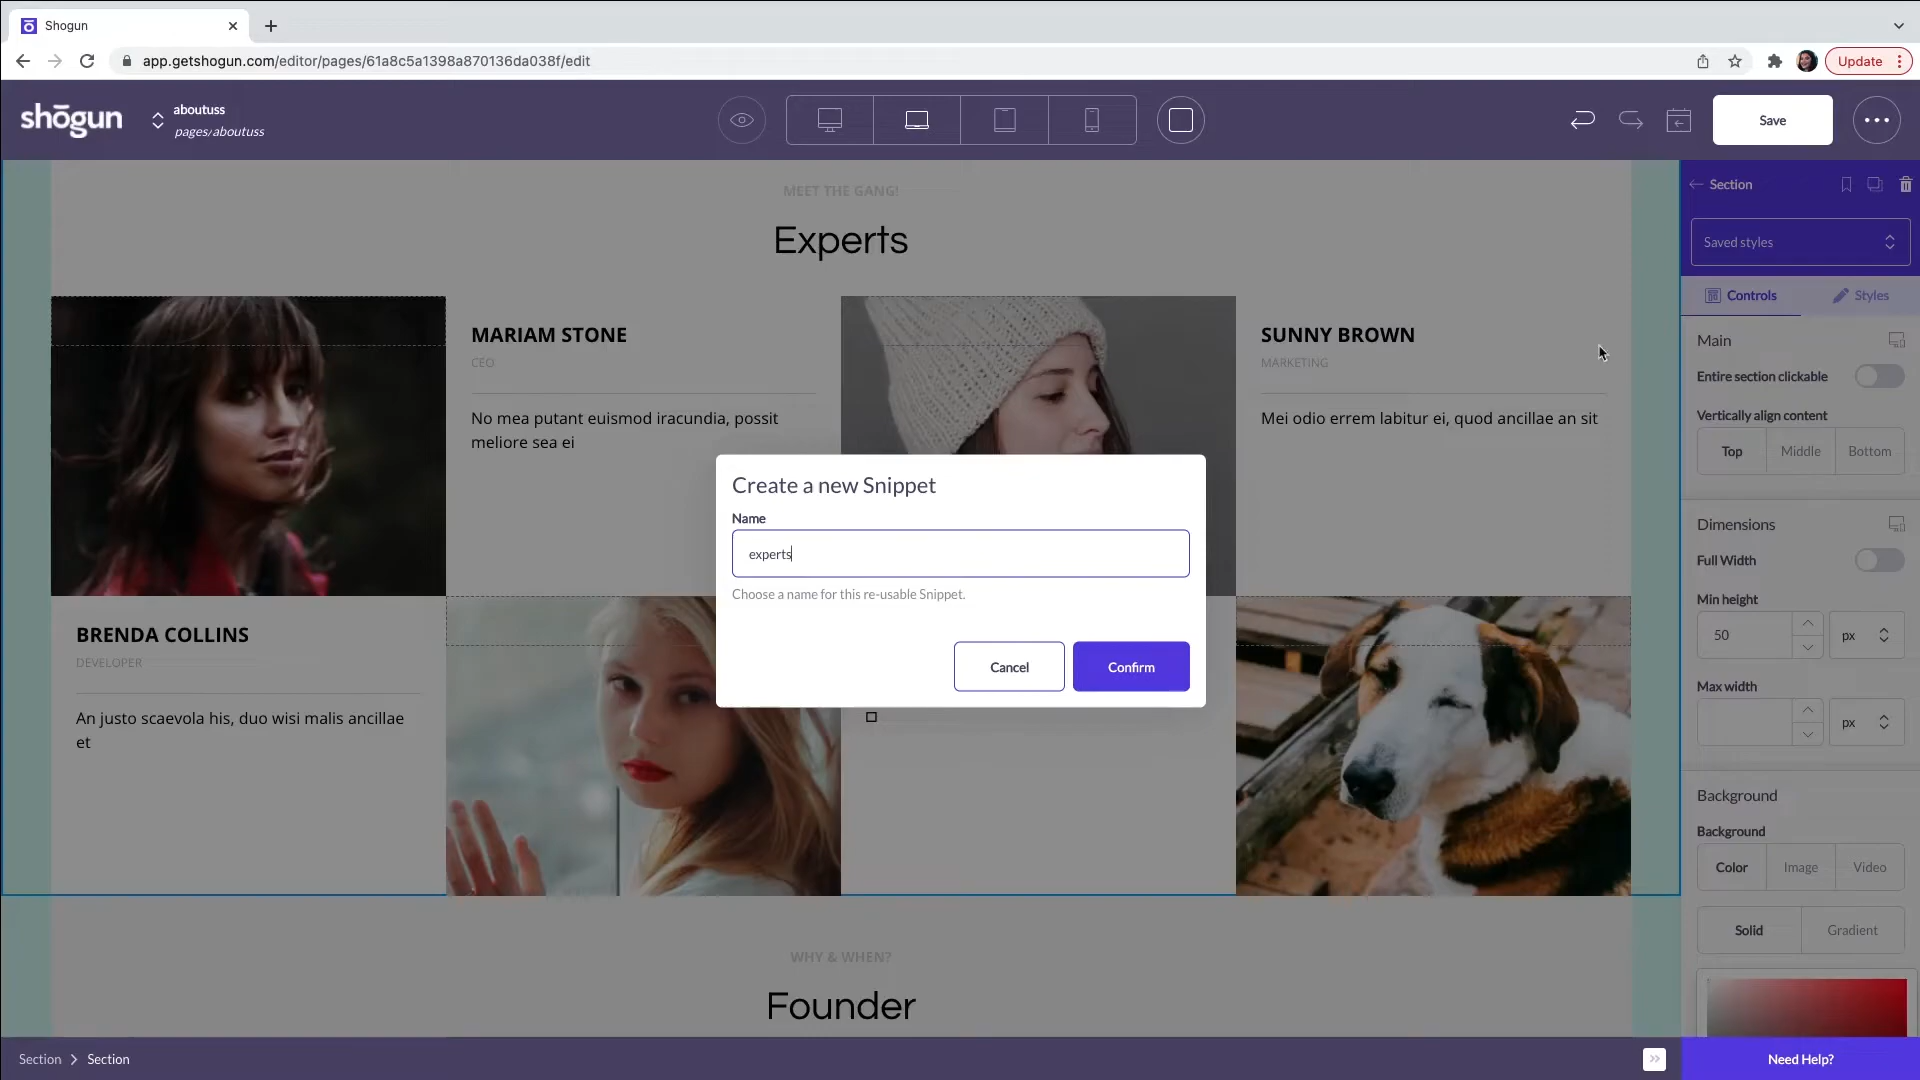 Shogun
app.getshogun.com/editor/pages/61a8c5a1398a870136da038f/edit
Update
shōgun
aboutuss
pages/aboutuss
Save
MEET THE GANG!
Experts
MARIAM STONE
CEO
No mea putant euismod iracundia, possit
meliore sea ei
SUNNY BROWN
MARKETING
Mei odio errem labitur ei, quod ancillae an sit
BRENDA COLLINS
DEVELOPER
An justo scaevola his, duo wisi malis ancillae
et
Create a new Snippet
Name
experts
Choose a name for this re-usable Snippet.
Cancel
Confirm
WHY & WHEN?
Founder
Section
Saved styles
Controls
Styles
Main
Entire section clickable
Vertically align content
Top
Middle
Bottom
Dimensions
Full Width
Min height
50
px
Max width
px
Background
Background
Color
Image
Video
Solid
Gradient
Section
Section
Need Help?